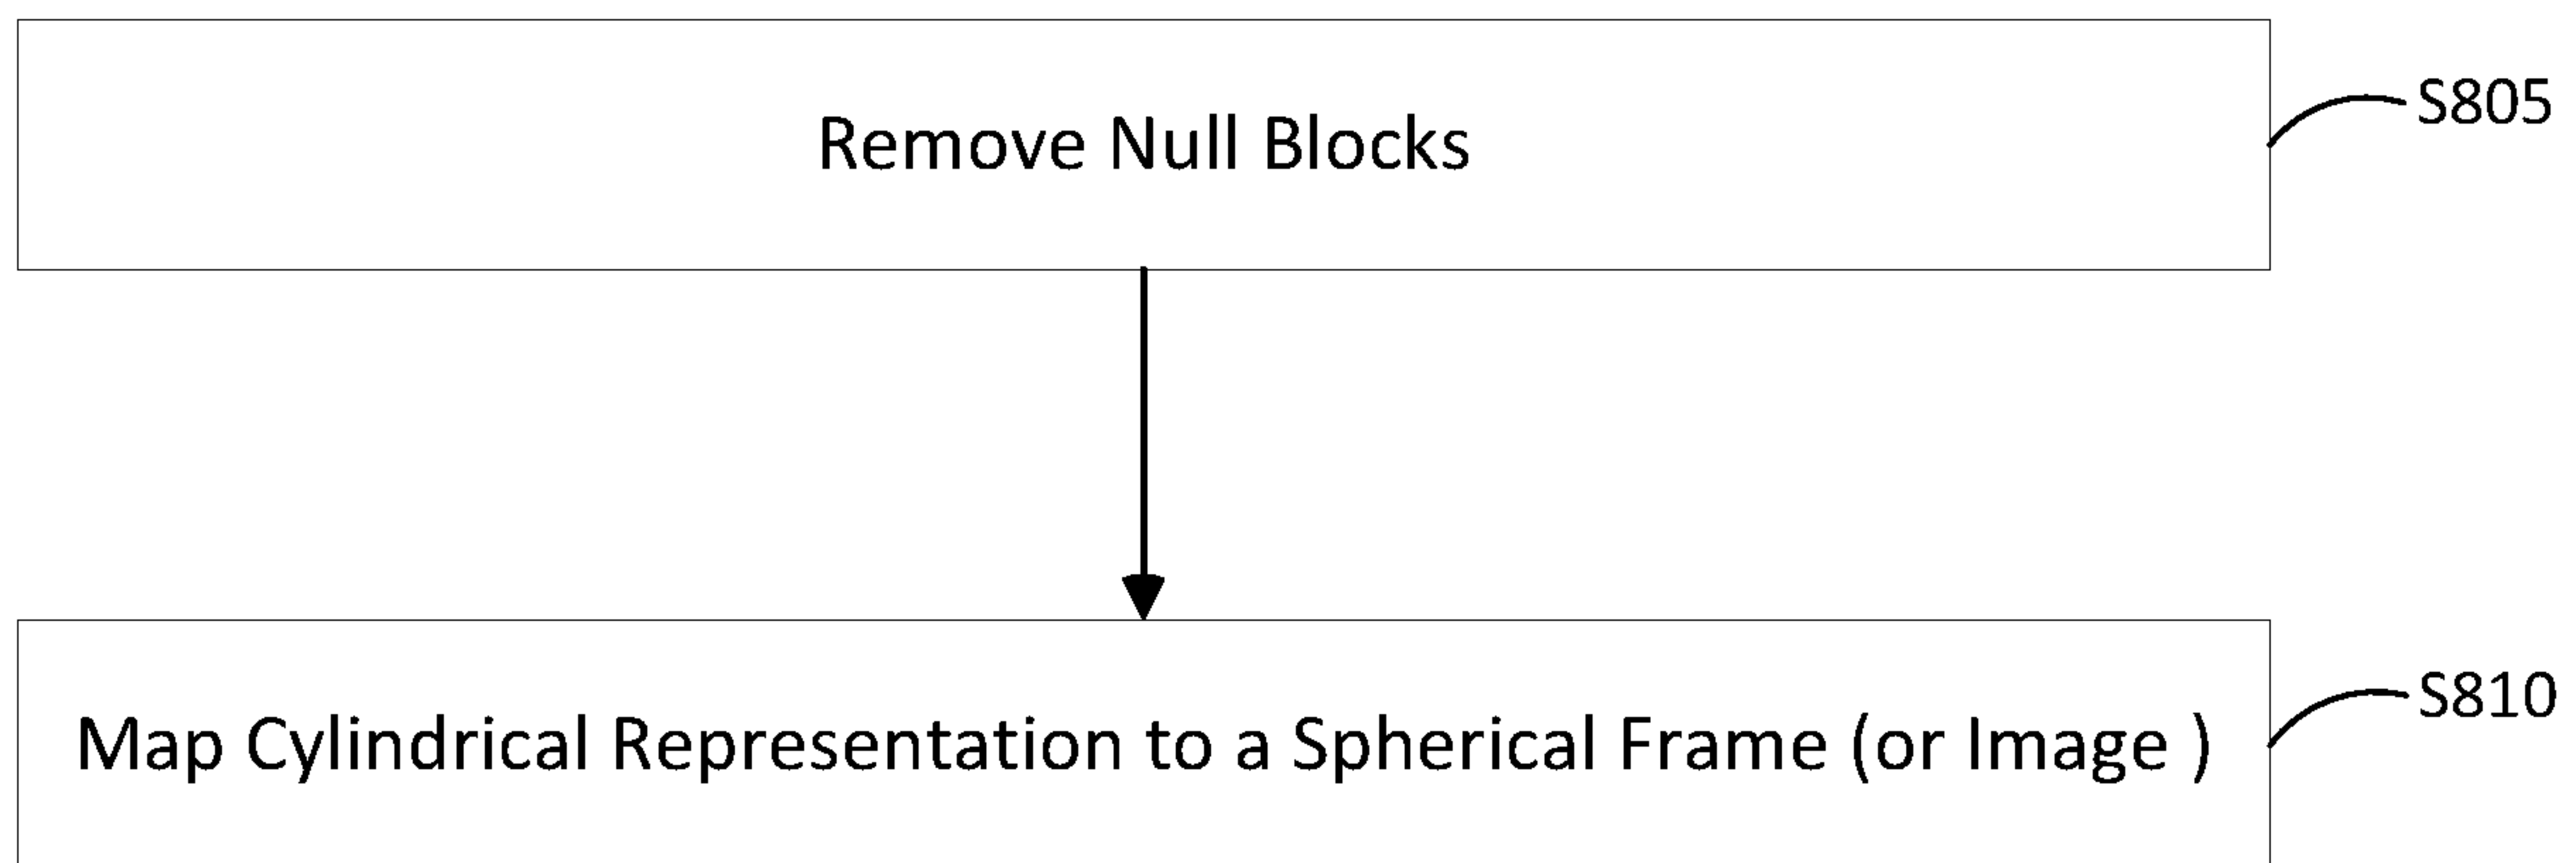 Remove Null Blocks
S805
Map Cylindrical Representation to a Spherical Frame (or Image )
S810